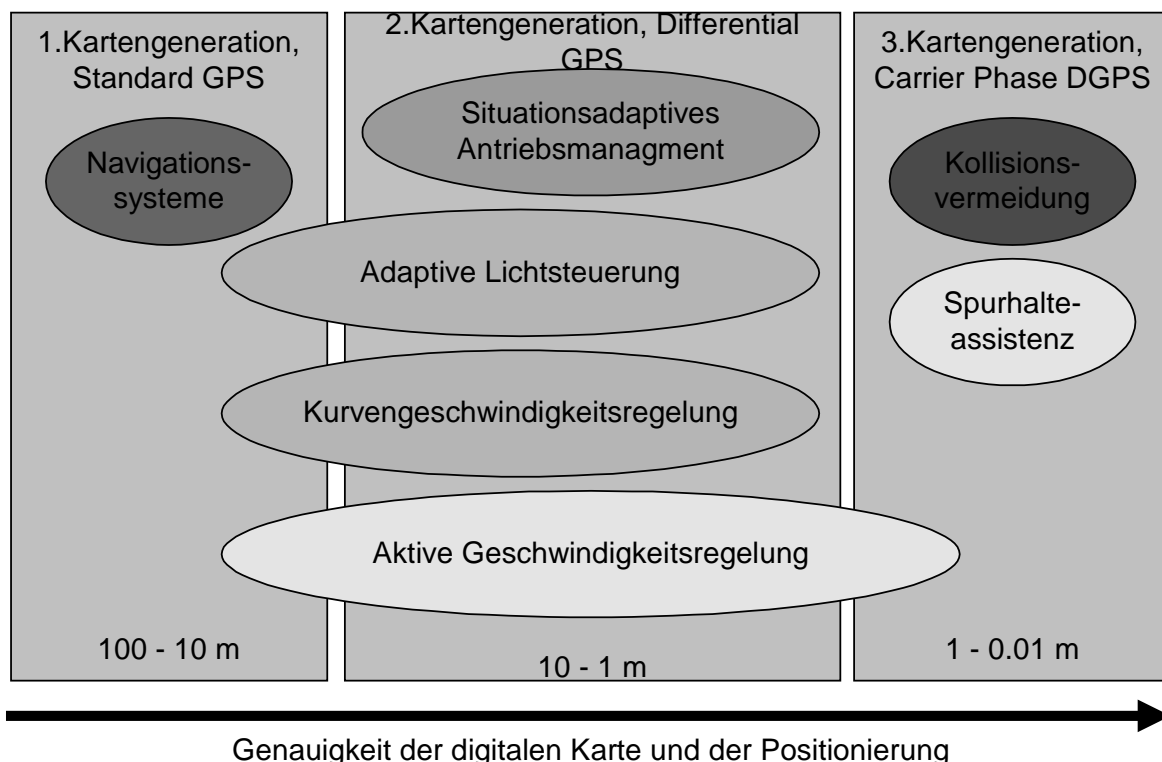 1.Kartengeneration,
Standard GPS
Navigations-
systeme
2.Kartengeneration, Differential
GPS
Situationsadaptives
Antriebsmanagment
Adaptive Lichtsteuerung
Kurvengeschwindigkeitsregelung
Aktive Geschwindigkeitsregelung
3.Kartengeneration,
Carrier Phase DGPS
Kollisions-
vermeidung
Spurhalte-
assistenz
100 - 10 m
10 - 1 m
1 - 0.01 m
Genauigkeit der digitalen Karte und der Positionierung